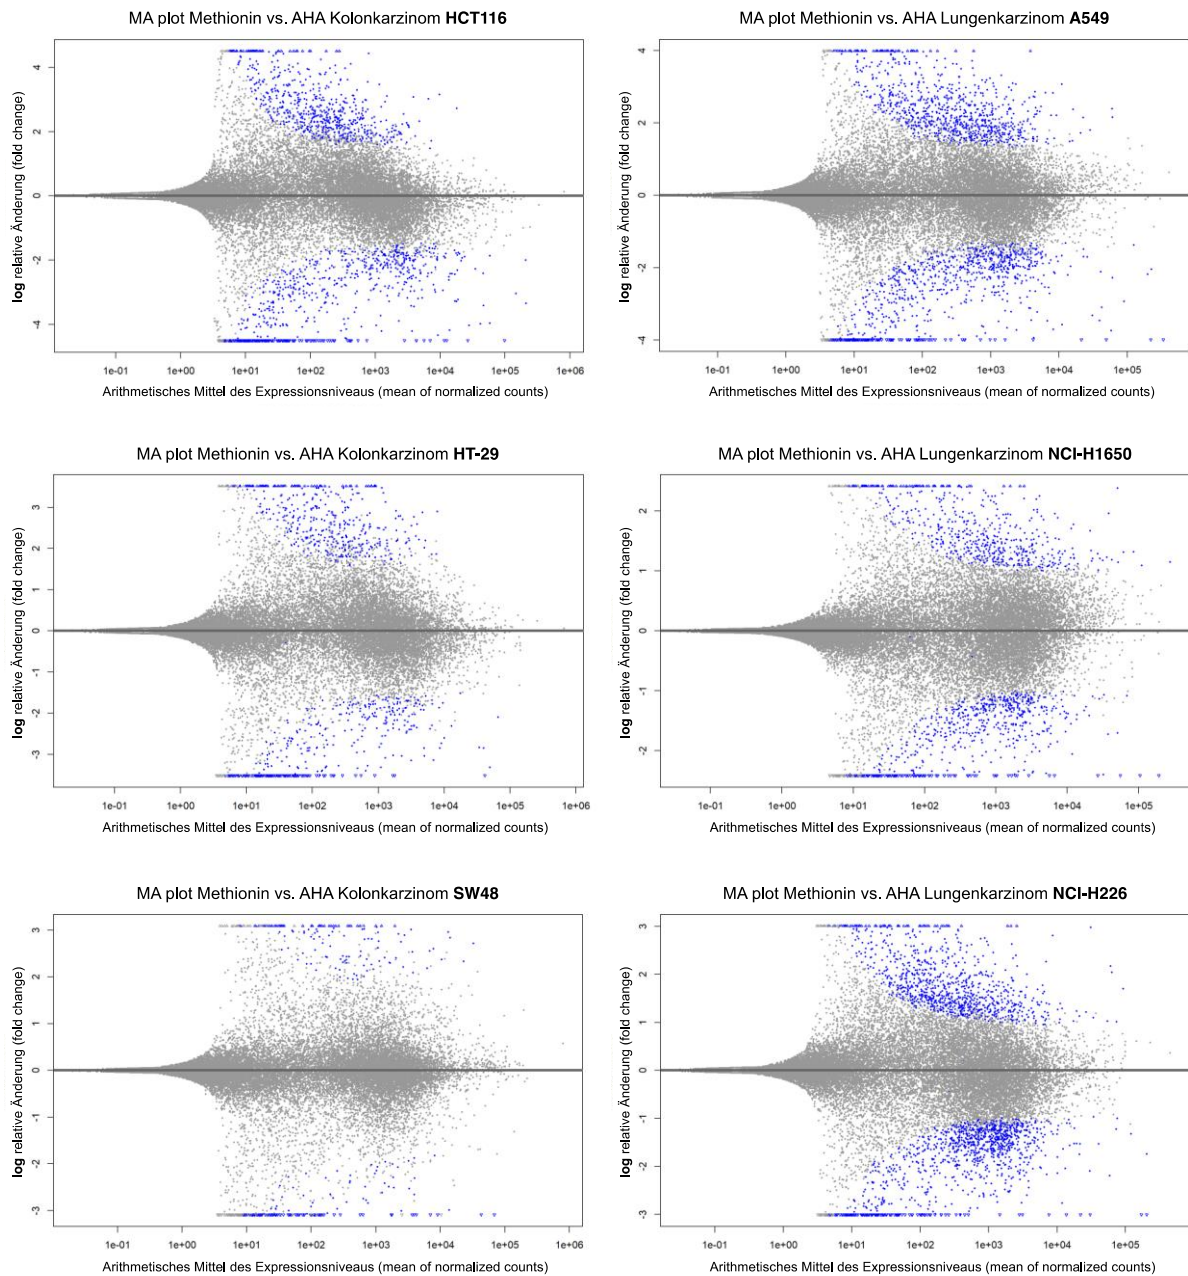 MA plot Methionin vs. AHA Kolonkarzinom HCT116
log relative Änderung (fold change)
4
2
0
-2
-4
1e-01 1e+00 1e+01 1e+02 1e+03 1e+04 1e+05 1e+06
Arithmetisches Mittel des Expressionsniveaus (mean of normalized counts)
MA plot Methionin vs. AHA Lungenkarzinom A549
log relative Änderung (fold change)
4
2
0
-2
-4
1e-01 1e+00 1e+01 1e+02 1e+03 1e+04 1e+05
Arithmetisches Mittel des Expressionsniveaus (mean of normalized counts)
MA plot Methionin vs. AHA Kolonkarzinom HT-29
log relative Änderung (fold change)
3
2
1
0
-1
-2
-3
1e-01 1e+00 1e+01 1e+02 1e+03 1e+04 1e+05 1e+06
Arithmetisches Mittel des Expressionsniveaus (mean of normalized counts)
MA plot Methionin vs. AHA Lungenkarzinom NCI-H1650
log relative Änderung (fold change)
2
1
0
-1
-2
1e-01 1e+00 1e+01 1e+02 1e+03 1e+04 1e+05
Arithmetisches Mittel des Expressionsniveaus (mean of normalized counts)
MA plot Methionin vs. AHA Kolonkarzinom SW48
log relative Änderung (fold change)
3
2
1
0
-1
-2
-3
1e-01 1e+00 1e+01 1e+02 1e+03 1e+04 1e+05 1e+06
Arithmetisches Mittel des Expressionsniveaus (mean of normalized counts)
MA plot Methionin vs. AHA Lungenkarzinom NCI-H226
log relative Änderung (fold change)
3
2
1
0
-1
-2
-3
1e-01 1e+00 1e+01 1e+02 1e+03 1e+04 1e+05
Arithmetisches Mittel des Expressionsniveaus (mean of normalized counts)